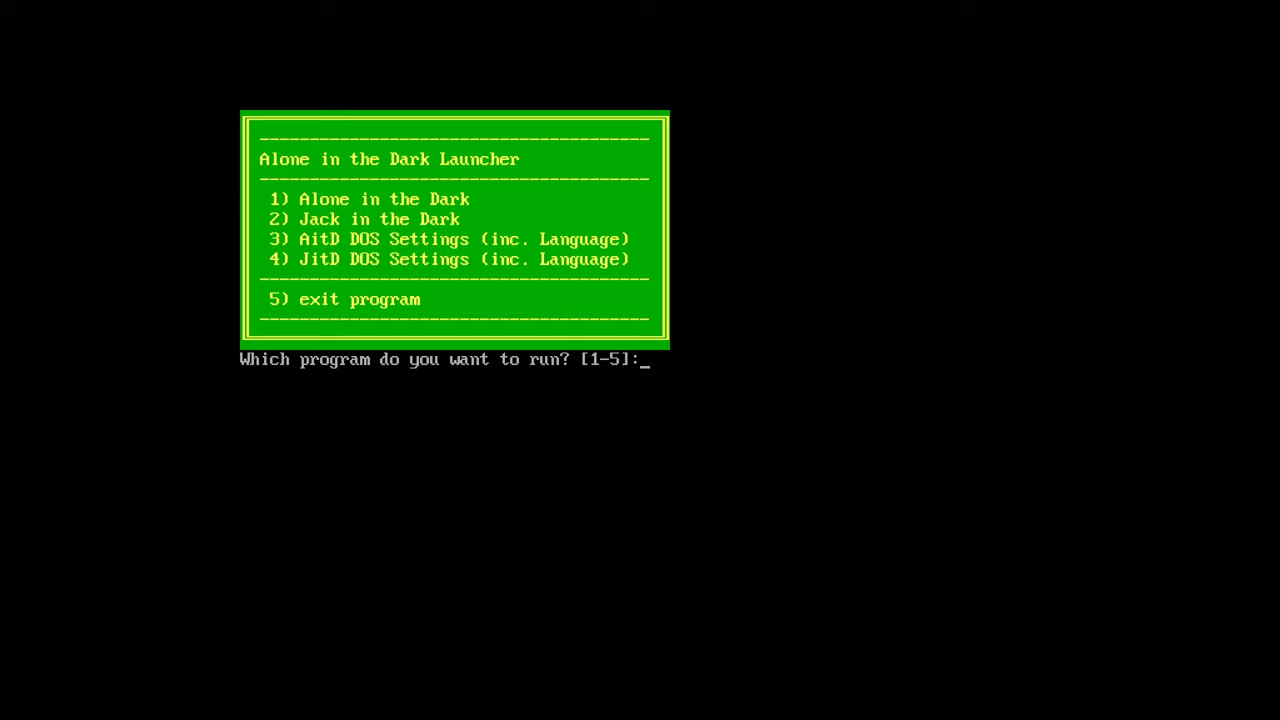 Alone in the Dark Launcher
1) Alone in the Dark
2) Jack in the Dark
3) AitD DOS Settings (inc. Language)
4) JitD DOS Settings (inc. Language)
5) exit program
Which program do you want to run? [1-5]:_